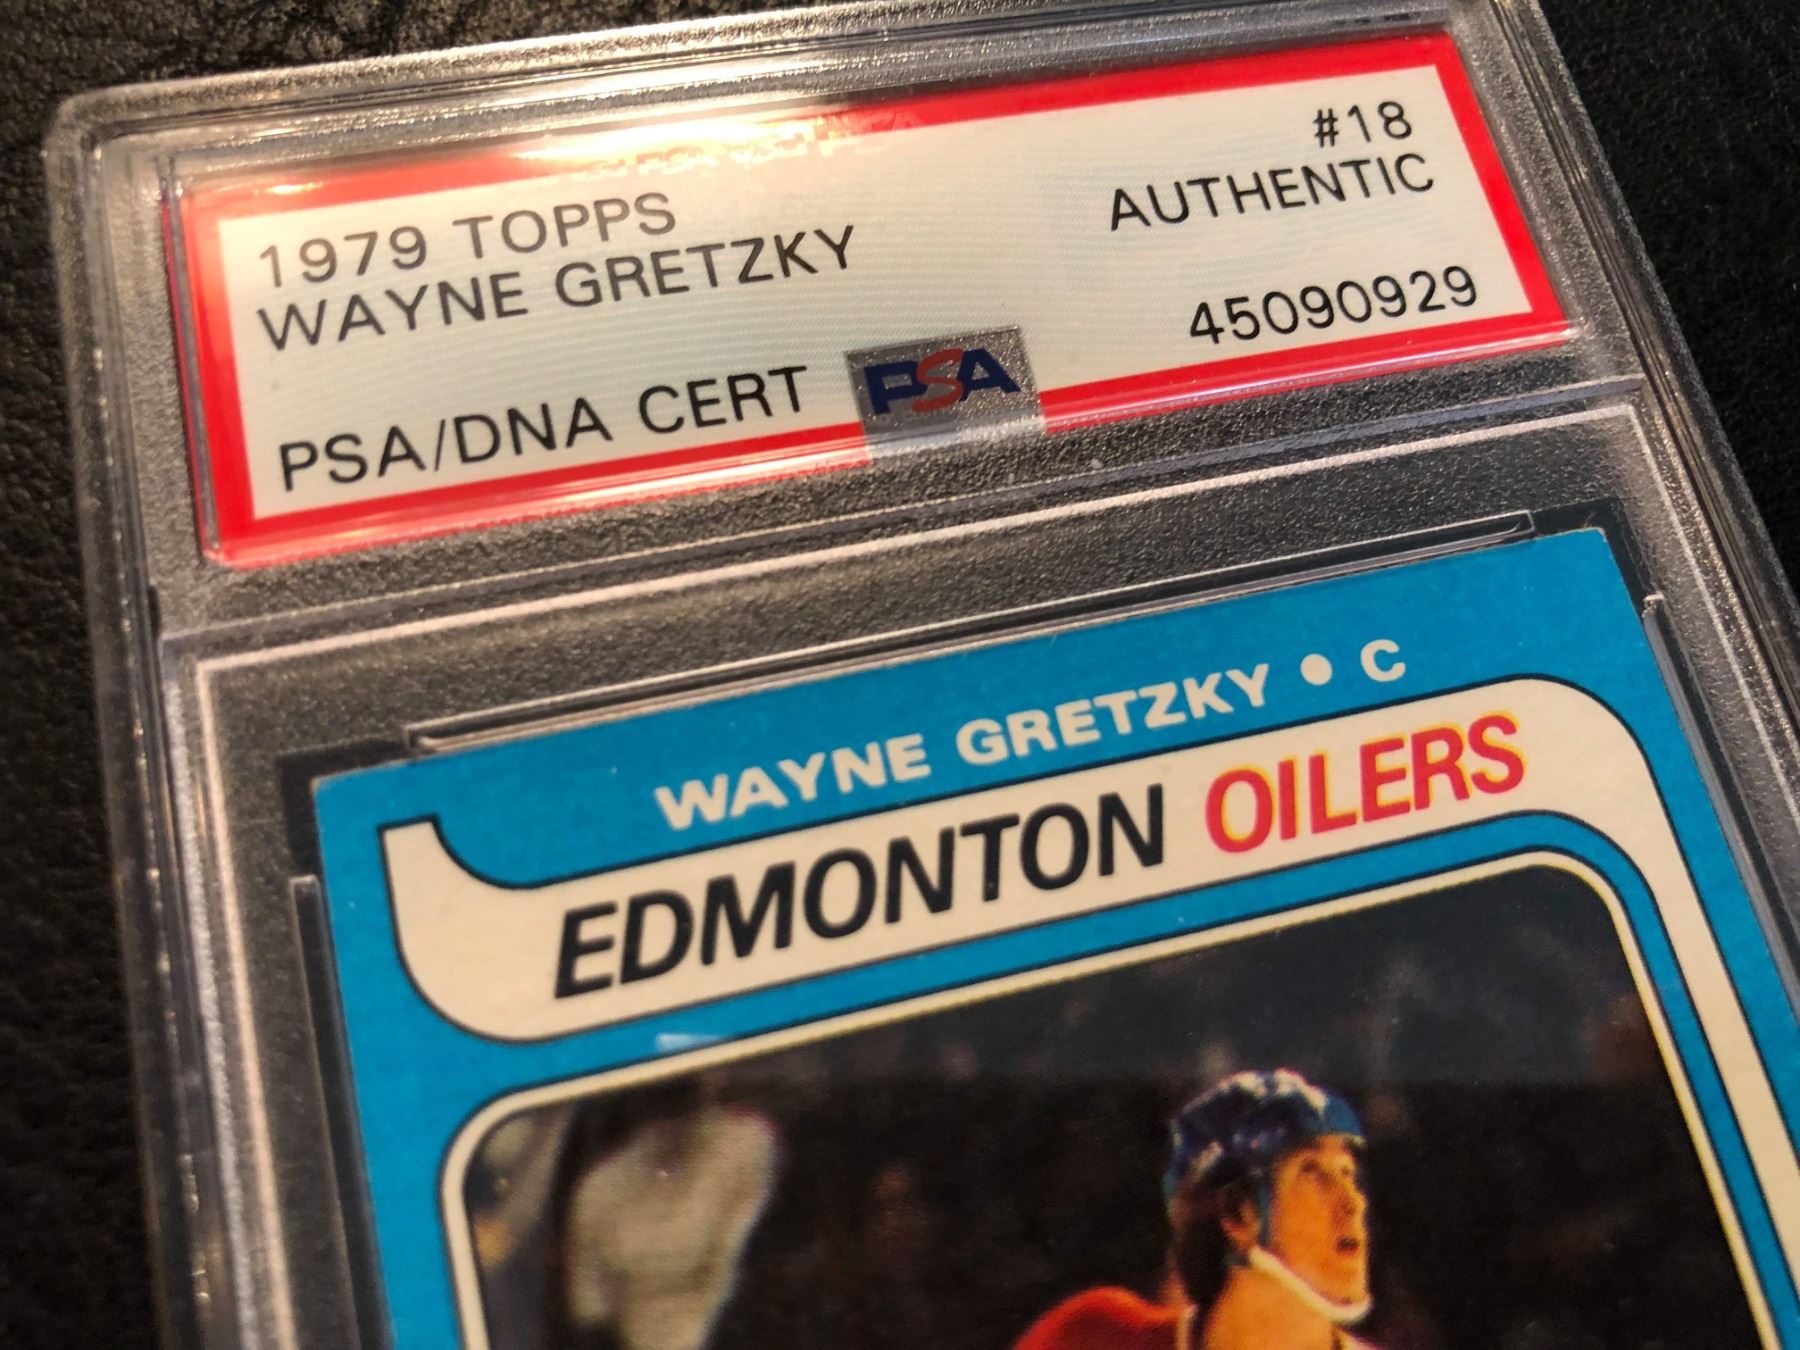 1979 TOPPS #18
WAYNE GRETZKY AUTHENTIC
PSA/DNA CERT PSA 45090929
WAYNE GRETZKY • C
EDMONTON OILERS